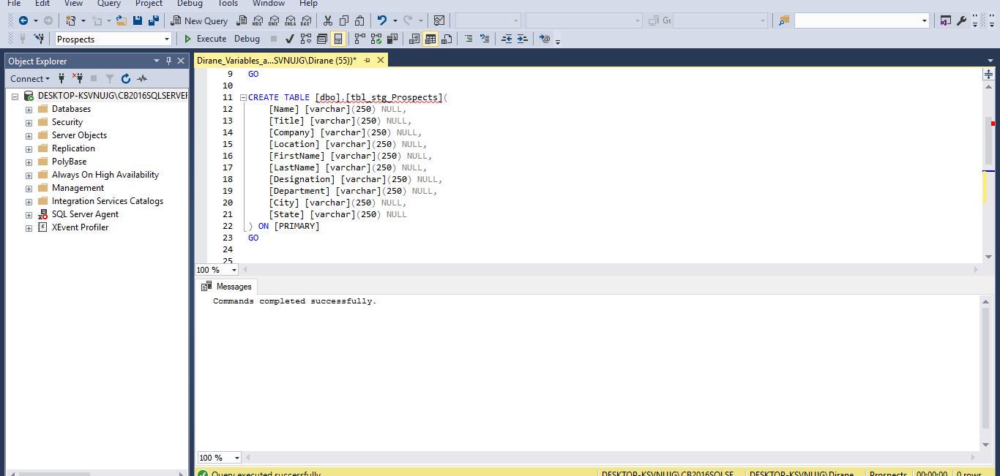 File Edit View Query Project Debug Tools Window Help
New Query MDX DMX XMLA DAX Ge
Prospects Execute Debug
Object Explorer
Connect
DESKTOP-KSVNUJG\CB2016SQLSERVER
Databases
Security
Server Objects
Replication
PolyBase
Always On High Availability
Management
Integration Services Catalogs
SQL Server Agent
XEvent Profiler
Dirane_Variables_a...SVNUJG\Dirane (55))*
9 GO
10
11 CREATE TABLE [dbo].[tbl_stg_Prospects](
12 [Name] [varchar](250) NULL,
13 [Title] [varchar](250) NULL,
14 [Company] [varchar](250) NULL,
15 [Location] [varchar](250) NULL,
16 [FirstName] [varchar](250) NULL,
17 [LastName] [varchar](250) NULL,
18 [Designation] [varchar](250) NULL,
19 [Department] [varchar](250) NULL,
20 [City] [varchar](250) NULL,
21 [State] [varchar](250) NULL
22 ) ON [PRIMARY]
23 GO
24
25
100 %
Messages
Commands completed successfully.
100 %
Query executed successfully. DESKTOP-KSVNUJG\CB2016SQLSE... DESKTOP-KSVNUJG\Dirane ... Prospects 00:00:00 0 rows